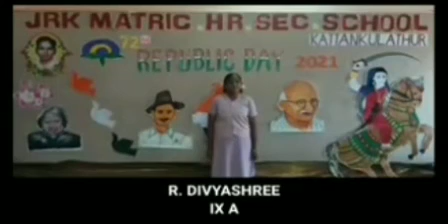 JRK MATRIC.HR.SEC.SCHOOL
KATTANKULATHUR
72nd
REPUBLIC DAY 2021
R. DIVYASHREE
IX A